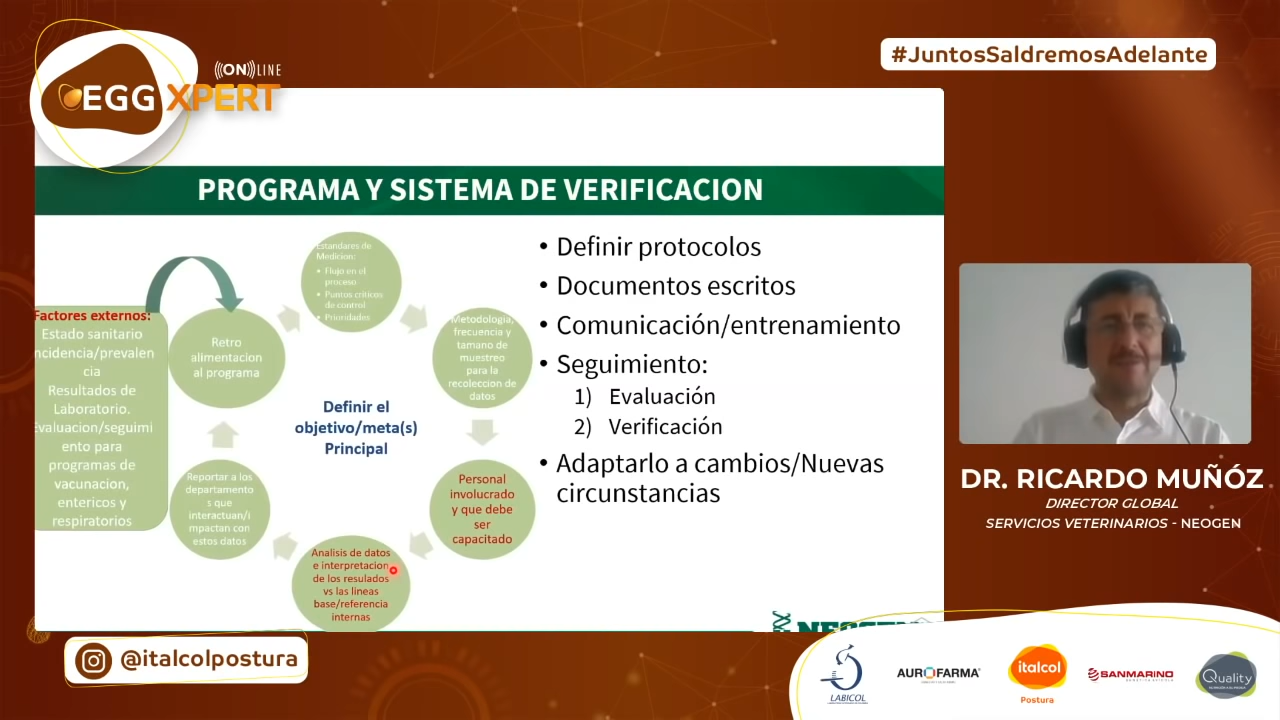 ((ON))LINE
EGG XPERT
#JuntosSaldremosAdelante
PROGRAMA Y SISTEMA DE VERIFICACION
Estandares de
Medicion:
• Flujo en el
proceso
• Puntos criticos
de control
• Prioridades
Metodologia,
frecuencia y
tamano de
muestreo
para la
recoleccion de
datos
Personal
involucrado
y que debe
ser
capacitado
Analisis de datos
e interpretacion
de los resulados
vs las lineas
base/referencia
internas
Reportar a los
departamento
s que
interactuan/i
mpactan con
estos datos
Retro
alimentacion
al programa
Factores externos:
Estado sanitario
ncidencia/prevalen
cia
Resultados de
Laboratorio.
Evaluacion/seguimi
ento para
programas de
vacunacion,
entericos y
respiratorios
Definir el
objetivo/meta(s)
Principal
• Definir protocolos
• Documentos escritos
• Comunicación/entrenamiento
• Seguimiento:
1) Evaluación
2) Verificación
• Adaptarlo a cambios/Nuevas
circunstancias
NEOGEN
DR. RICARDO MUÑÓZ
DIRECTOR GLOBAL
SERVICIOS VETERINARIOS - NEOGEN
@italcolpostura
LABICOL
AUROFARMA
italcol
Postura
SANMARINO
Quality